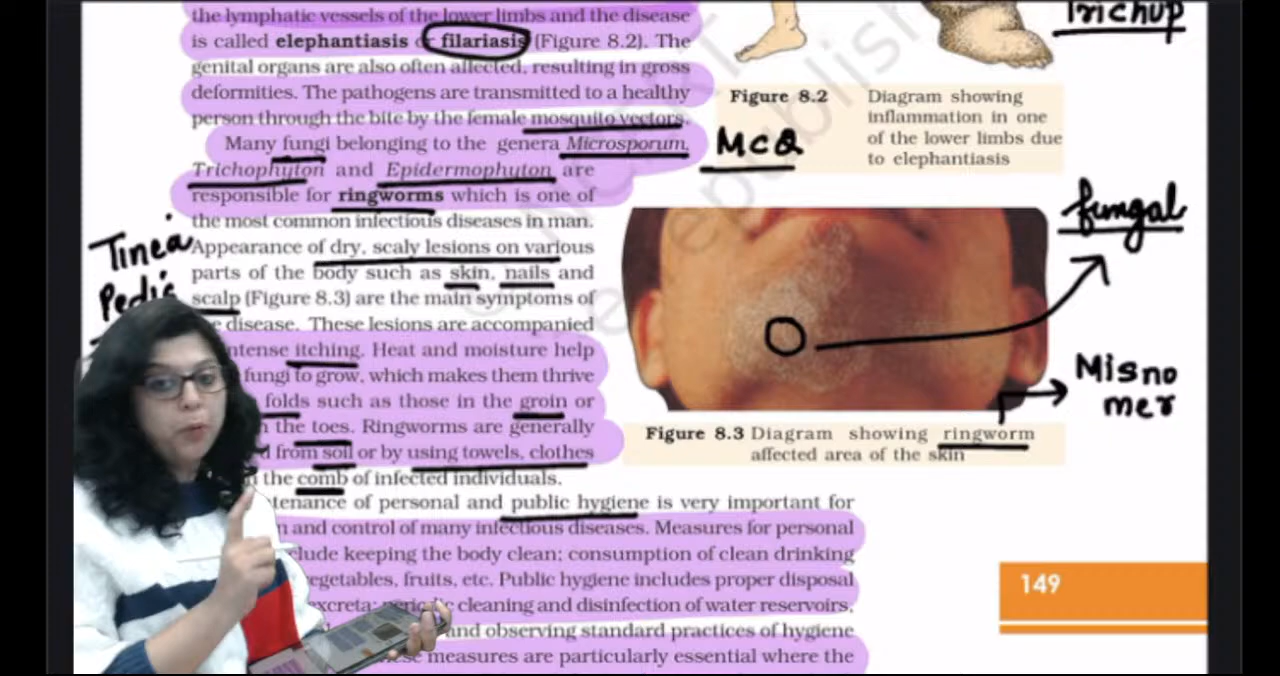 the lymphatic vessels of the lower limbs and the disease
is called elephantiasis or filariasis (Figure 8.2). The
genital organs are also often affected, resulting in gross
deformities. The pathogens are transmitted to a healthy
person through the bite by the female mosquito vectors.
Many fungi belonging to the genera Microsporum,
Trichophyton and Epidermophyton are
responsible for ringworms which is one of
the most common infectious diseases in man.
Appearance of dry, scaly lesions on various
parts of the body such as skin, nails and
scalp (Figure 8.3) are the main symptoms of
disease. These lesions are accompanied
intense itching. Heat and moisture help
fungi to grow, which makes them thrive
folds such as those in the groin or
the toes. Ringworms are generally
from soil or by using towels, clothes
the comb of infected individuals.
tenance of personal and public hygiene is very important for
and control of many infectious diseases. Measures for personal
clude keeping the body clean; consumption of clean drinking
vegetables, fruits, etc. Public hygiene includes proper disposal
excreta; periodic cleaning and disinfection of water reservoirs,
and observing standard practices of hygiene
measures are particularly essential where the
Tinea
Pedis
Trichup
Figure 8.2 Diagram showing
inflammation in one
of the lower limbs due
to elephantiasis
McQ
fungal
Misno
mer
Figure 8.3 Diagram showing ringworm
affected area of the skin
149